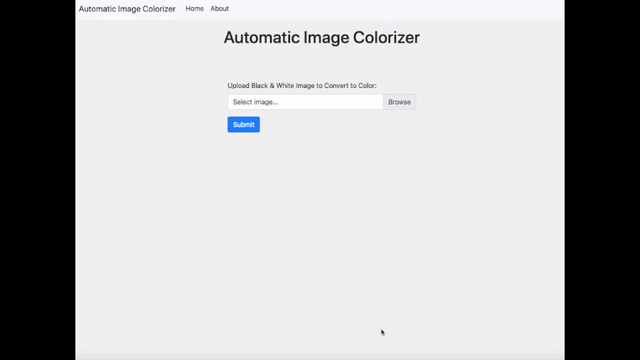 Automatic Image Colorizer Home About
Automatic Image Colorizer
Upload Black & White Image to Convert to Color:
Select image... Browse
Submit